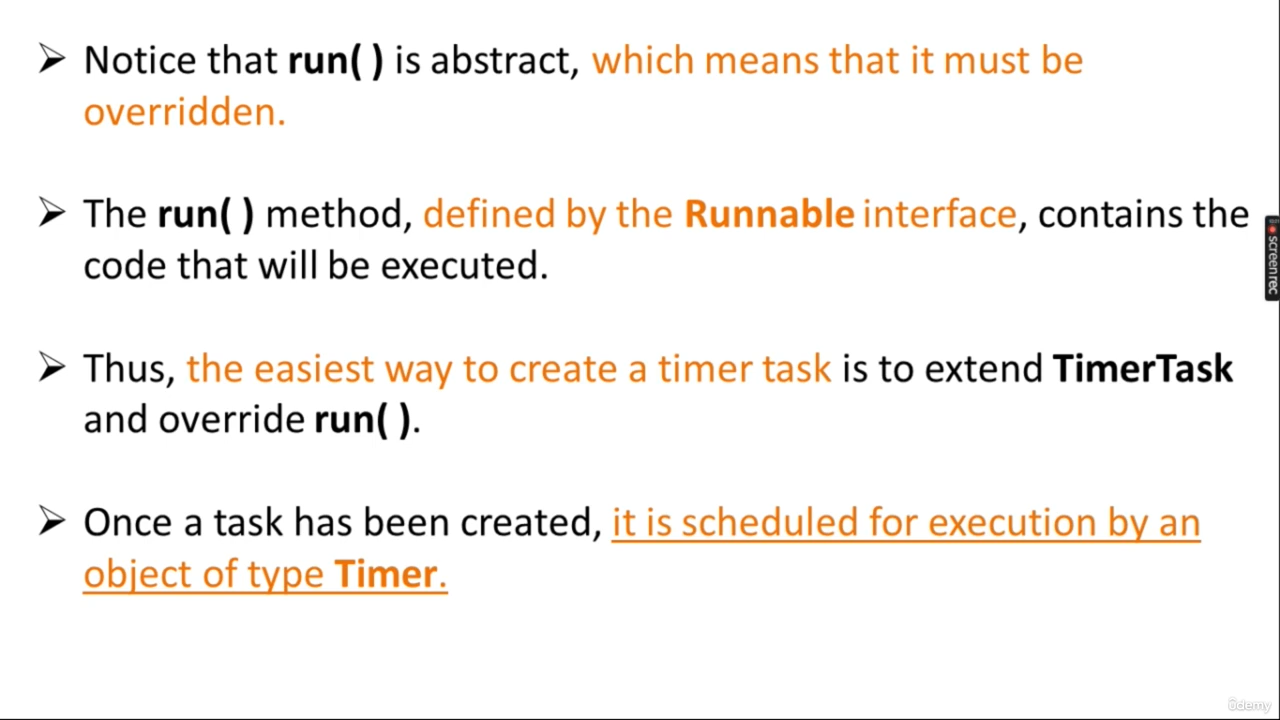 ➢ Notice that run( ) is abstract, which means that it must be
overridden.
➢ The run( ) method, defined by the Runnable interface, contains the
code that will be executed.
➢ Thus, the easiest way to create a timer task is to extend TimerTask
and override run( ).
➢ Once a task has been created, it is scheduled for execution by an
object of type Timer.
screenrec
ûdemy